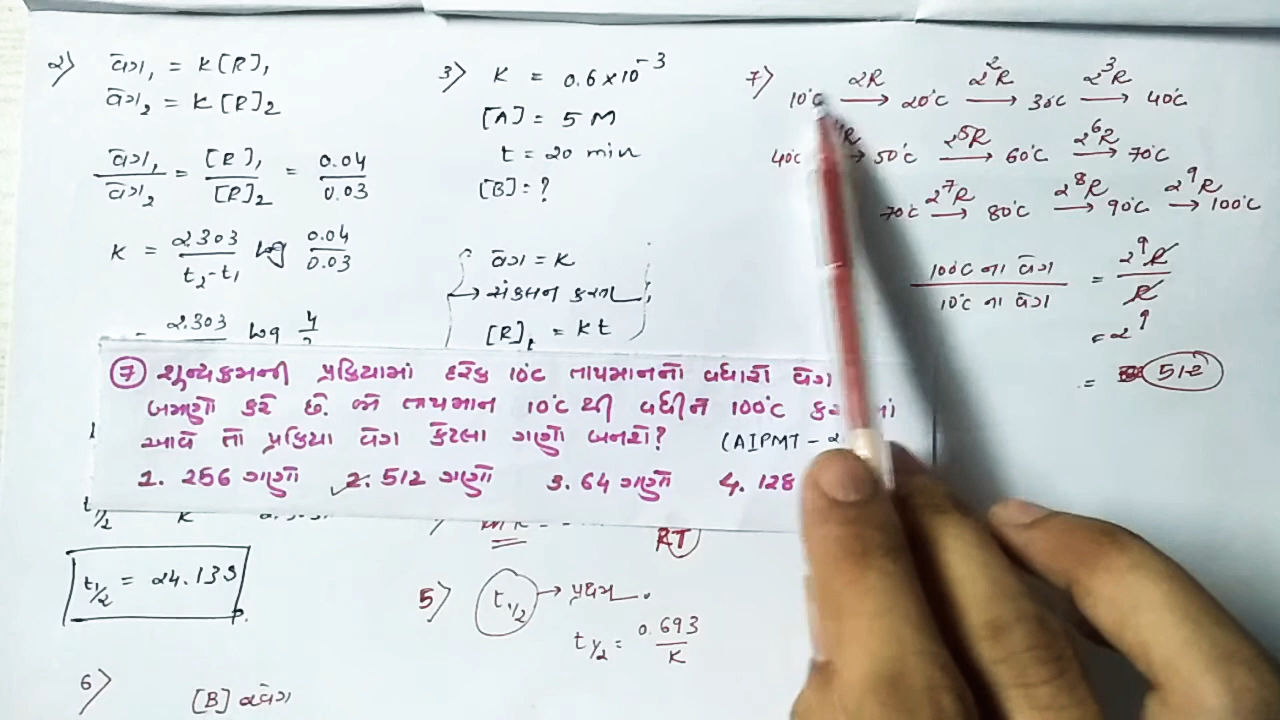 2) વેગ₁ = K[R]₁
વેગ₂ = K[R]₂
વેગ₁/વેગ₂ = [R]₁/[R]₂ = 0.04/0.03
K = 2.303/(t₂-t₁) log 0.04/0.03
2.303 log 4
t½ K
t½ = 24.13 S
6) [B] નો વેગ
3) K = 0.6 × 10⁻³
[A] = 5 M
t = 20 min
[B] = ?
વેગ = K
→ સંકલન કરતા
[R]t = Kt
7) શૂન્યક્રમની પ્રક્રિયામાં દરેક 10°C તાપમાનનો વધારો વેગ
બમણો કરે છે. જો તાપમાન 10°C થી વધીને 100°C
આવે તો પ્રક્રિયા વેગ કેટલા ગણો બનશે? (AIPMT -
1. 256 ગણો ✓2. 512 ગણો 3. 64 ગણો 4. 128
RT
5) t½ → પ્રથમ
t½ = 0.693/K
7) 10°C 2R→ 20°C 2²R→ 30°C 2³R→ 40°C
40°C → 50°C 2⁵R→ 60°C 2⁶R→ 70°C
70°C 2⁷R→ 80°C 2⁸R→ 90°C 2⁹R→ 100°C
100°C ના વેગ/10°C ના વેગ = 2⁹R/R
= 2⁹
= 512